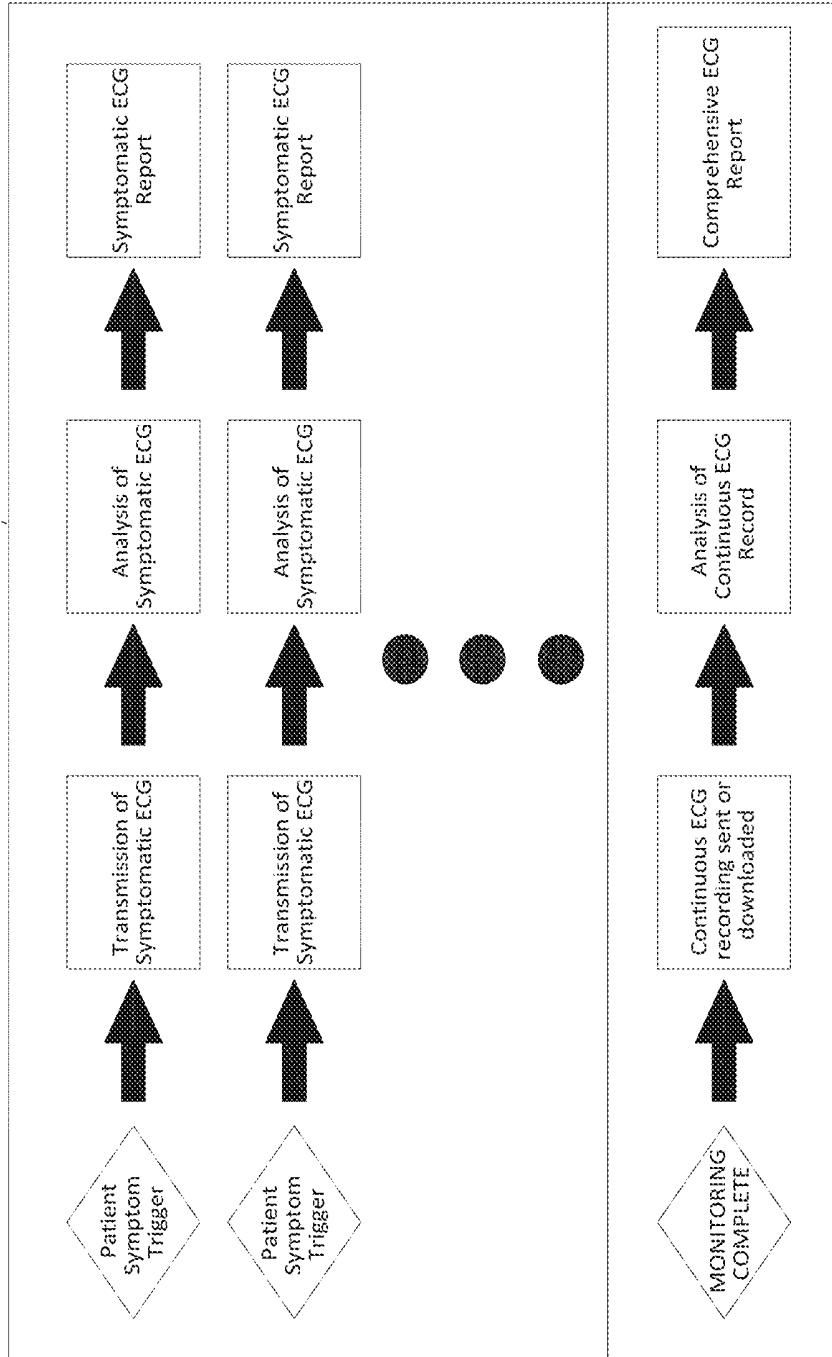 Patient
Symptom
Trigger
Transmission of
Symptomatic ECG
Analysis of
Symptomatic ECG
Symptomatic ECG
Report
Patient
Symptom
Trigger
Transmission of
Symptomatic ECG
Analysis of
Symptomatic ECG
Symptomatic ECG
Report
MONITORING
COMPLETE
Continuous ECG
recording sent or
downloaded
Analysis of
Continuous ECG
Record
Comprehensive ECG
Report